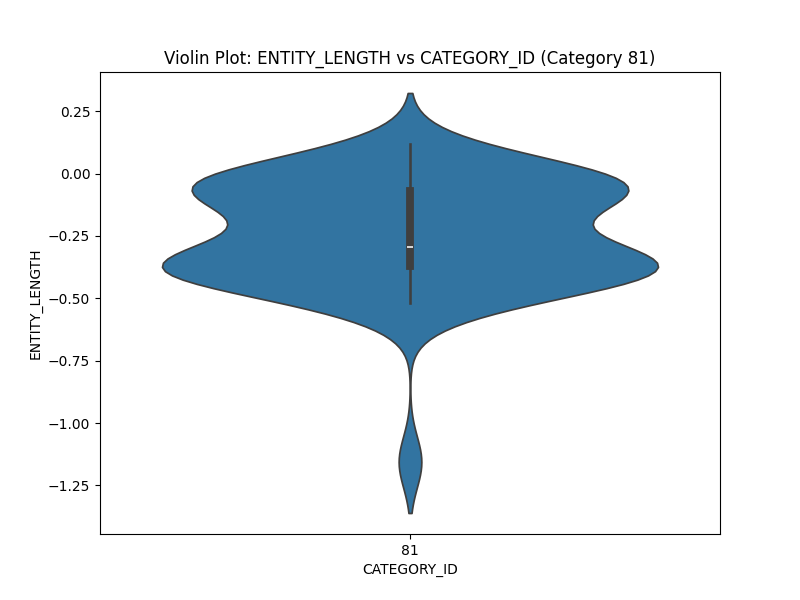 Violin Plot: ENTITY_LENGTH vs CATEGORY_ID (Category 81)
0.25
0.00
−0.25
−0.50
−0.75
−1.00
−1.25
ENTITY_LENGTH
81
CATEGORY_ID